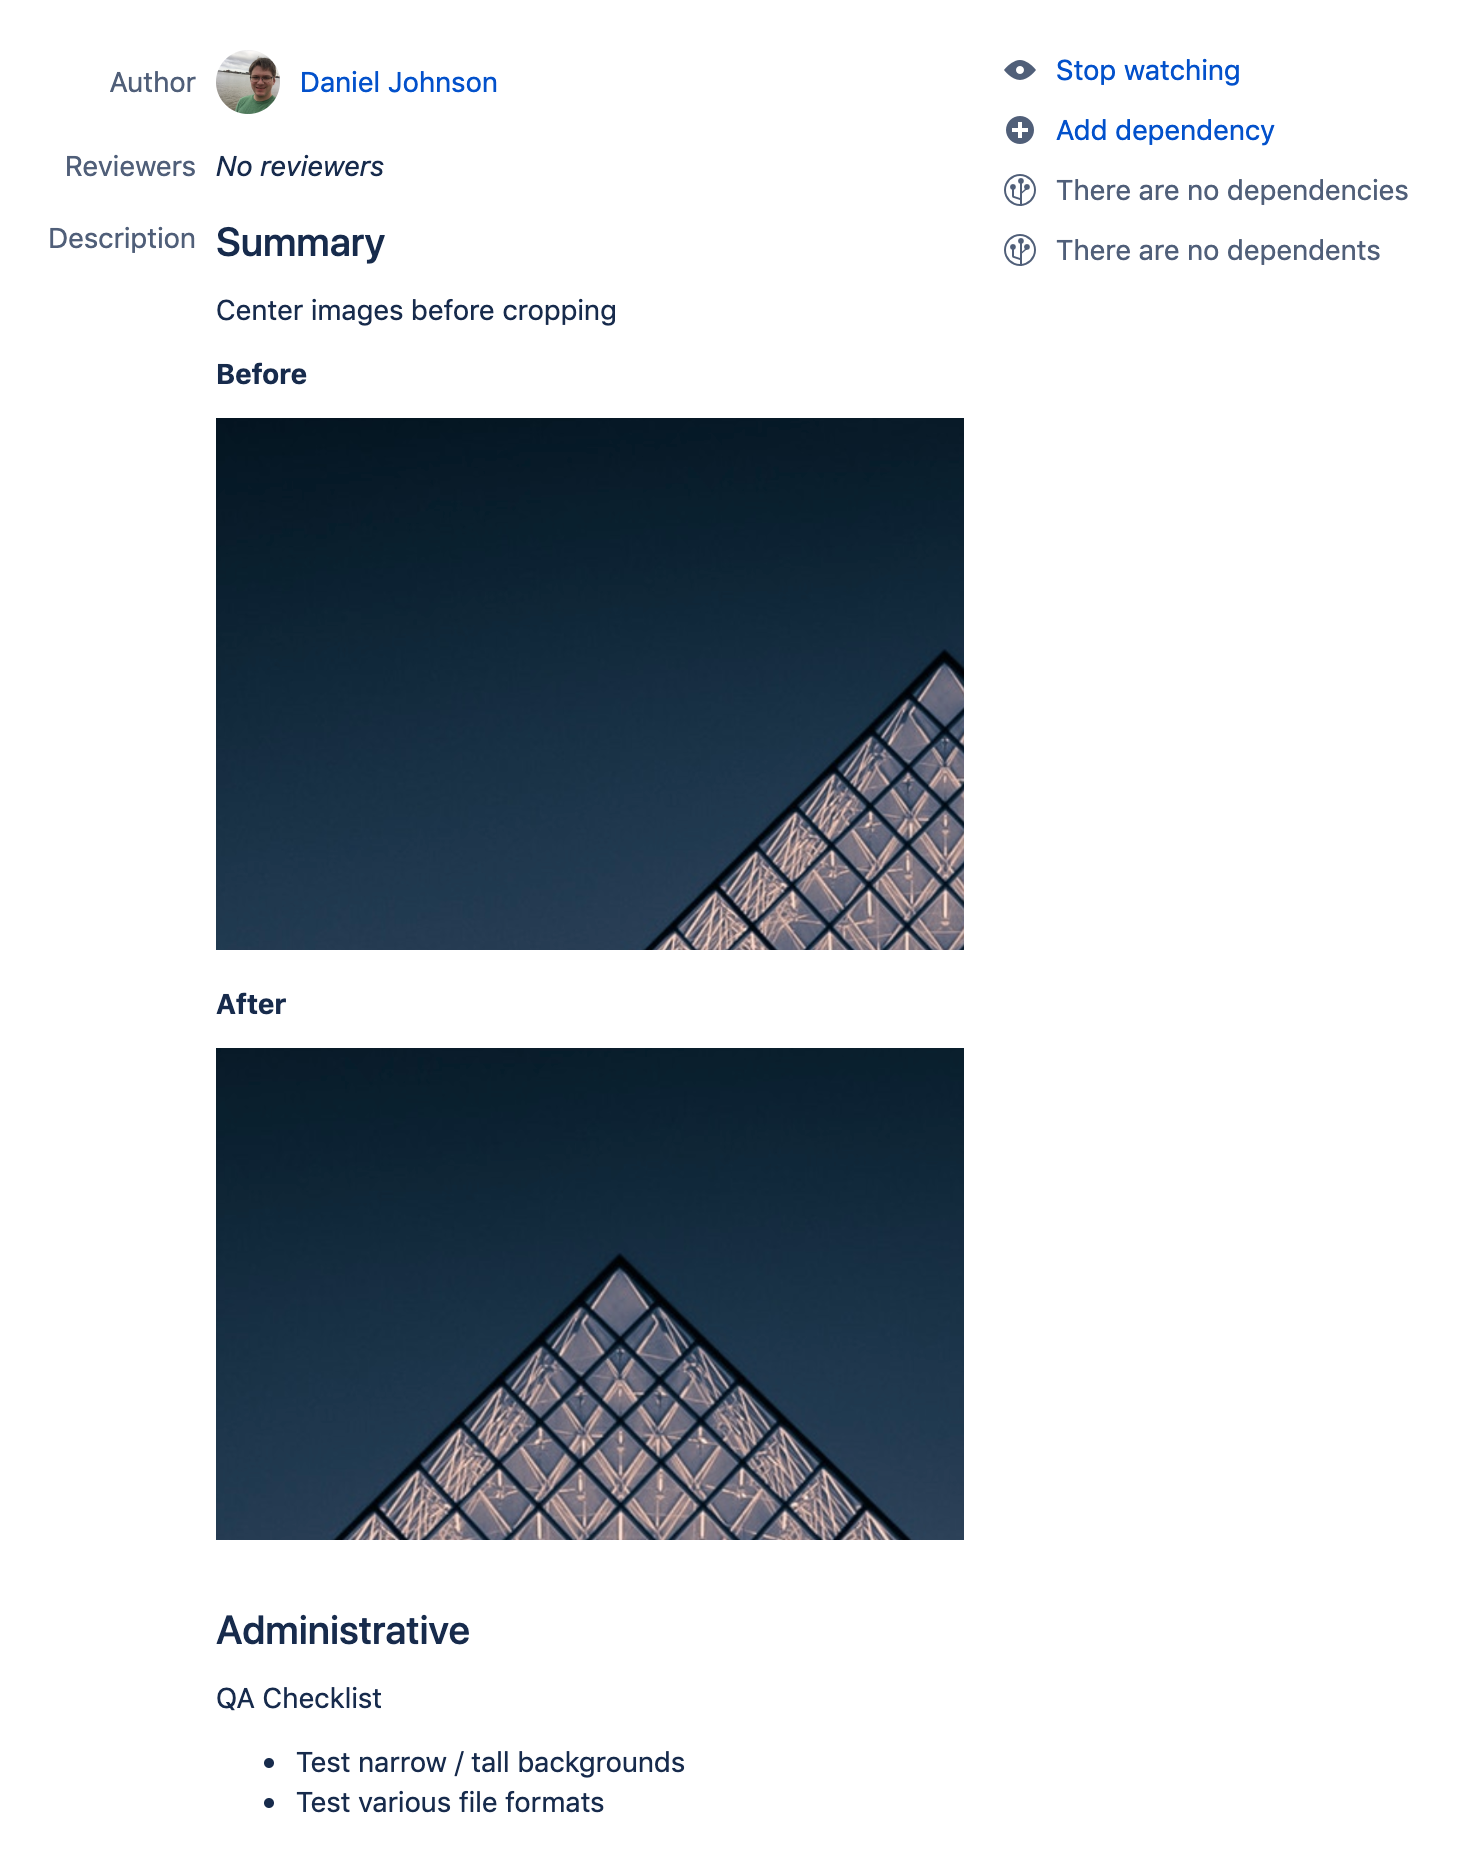 Author Daniel Johnson
Reviewers No reviewers
Description Summary
Center images before cropping
Before
After
Administrative
QA Checklist
• Test narrow / tall backgrounds
• Test various file formats
Stop watching
Add dependency
There are no dependencies
There are no dependents